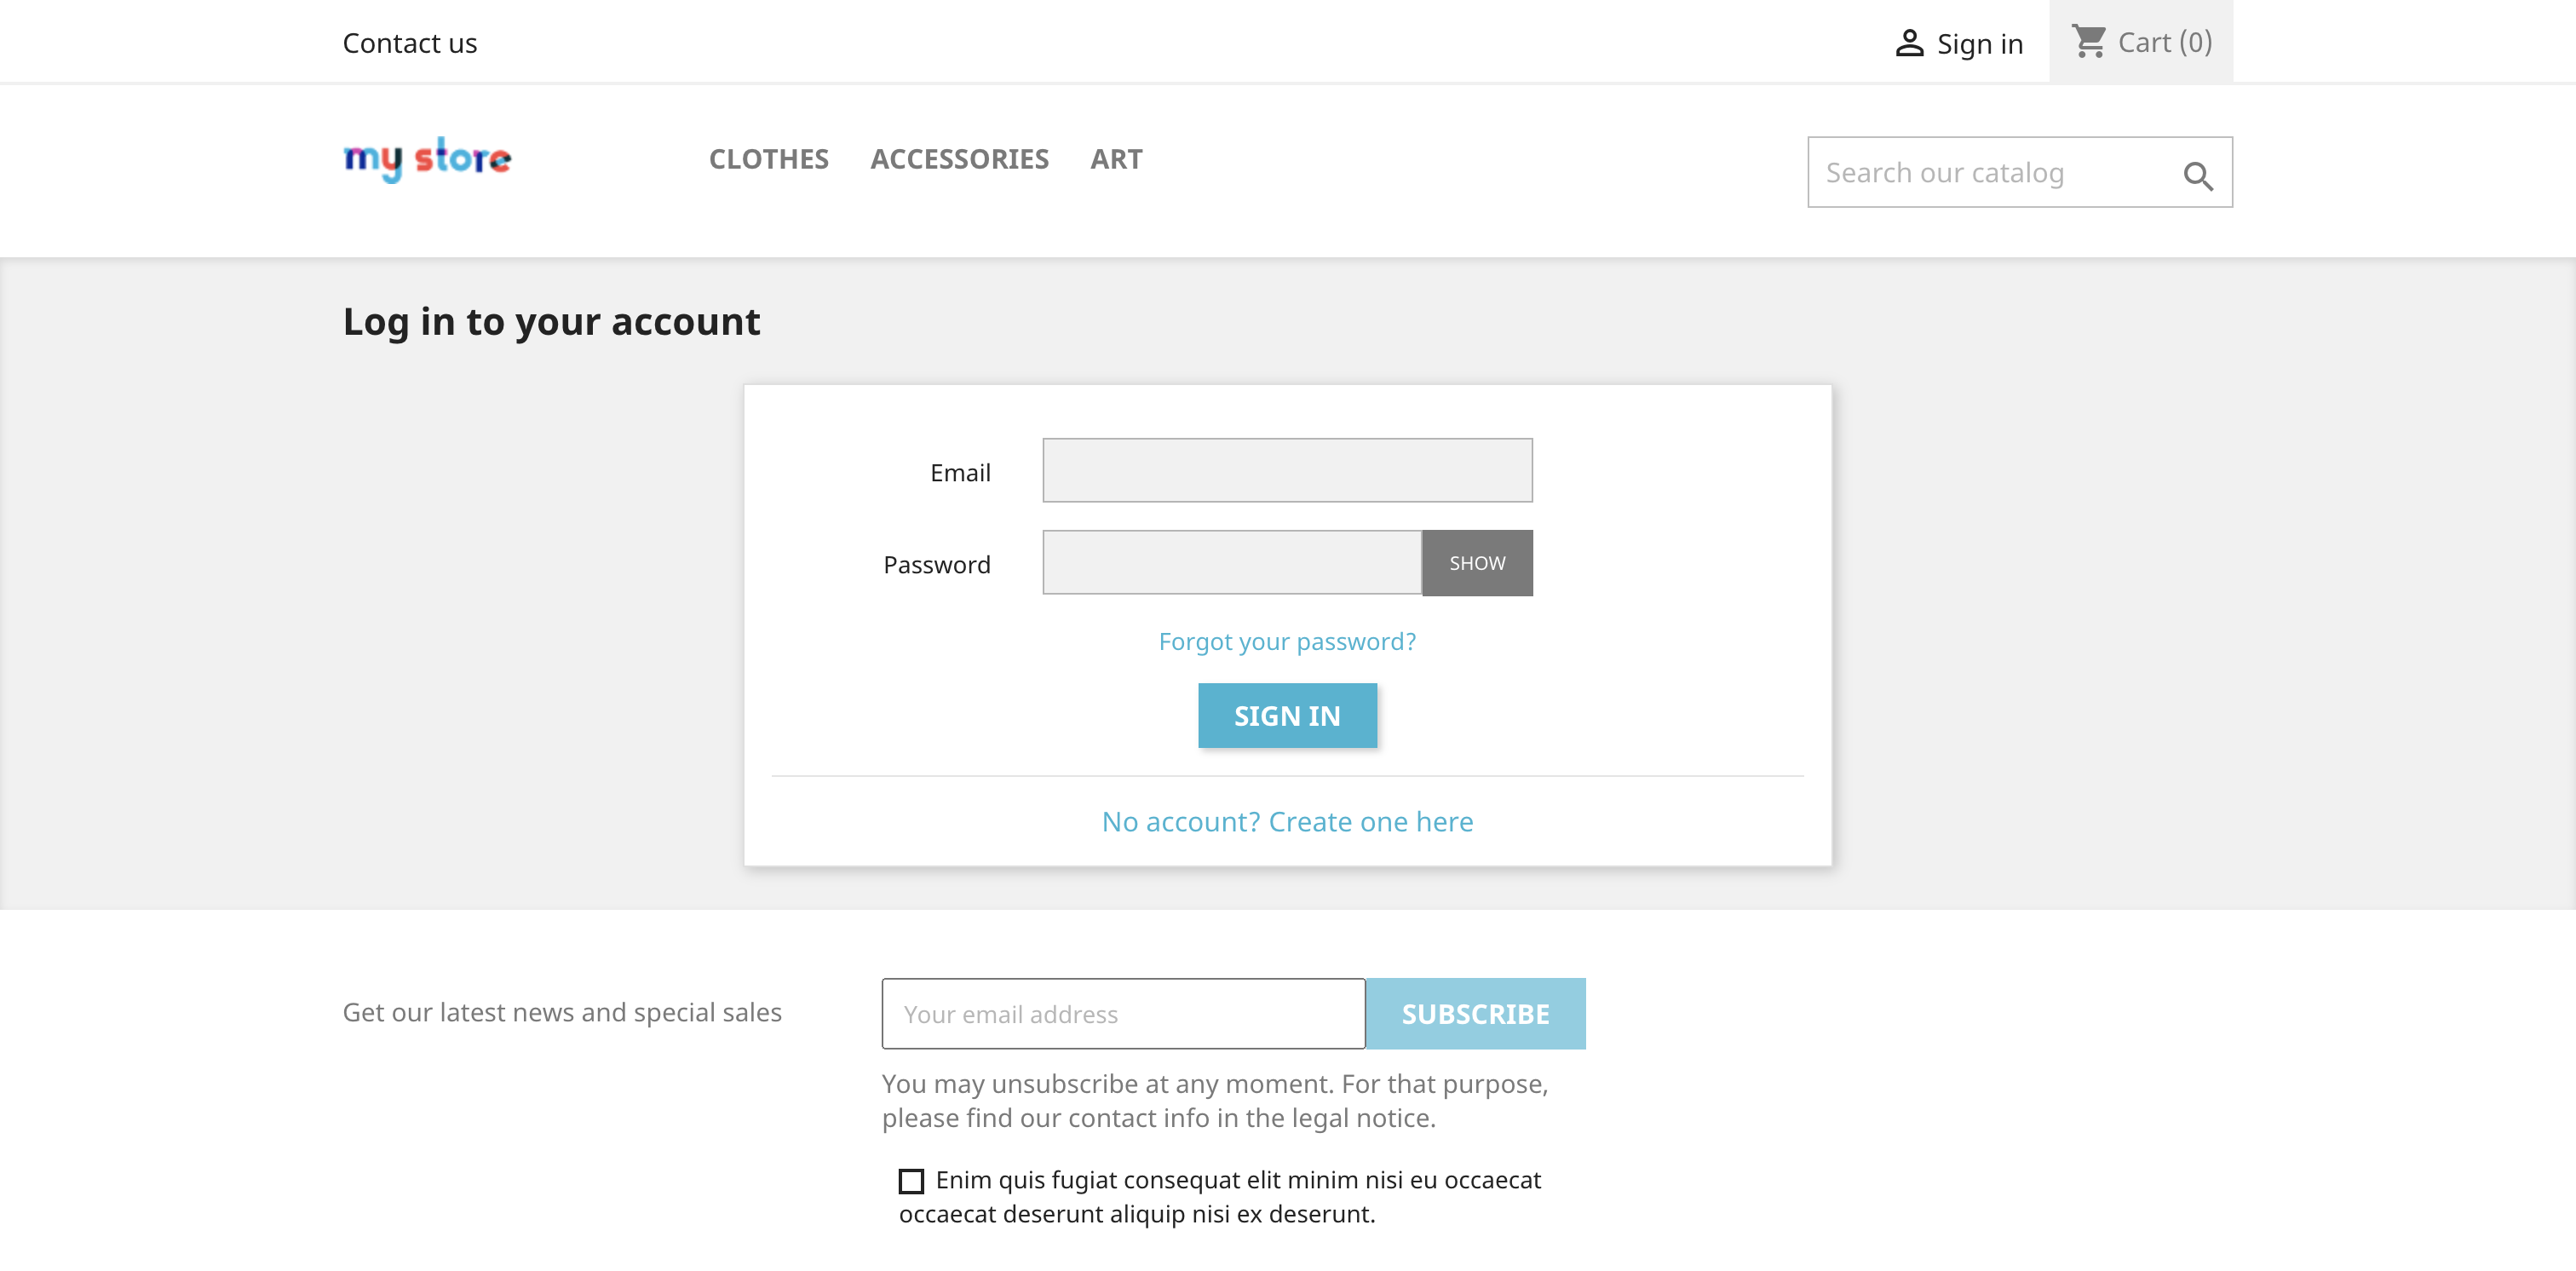 Contact us
Sign in
Cart (0)
my store
CLOTHES
ACCESSORIES
ART
Search our catalog
Log in to your account
Email
Password
SHOW
Forgot your password?
SIGN IN
No account? Create one here
Get our latest news and special sales
Your email address
SUBSCRIBE
You may unsubscribe at any moment. For that purpose,
please find our contact info in the legal notice.
Enim quis fugiat consequat elit minim nisi eu occaecat
occaecat deserunt aliquip nisi ex deserunt.